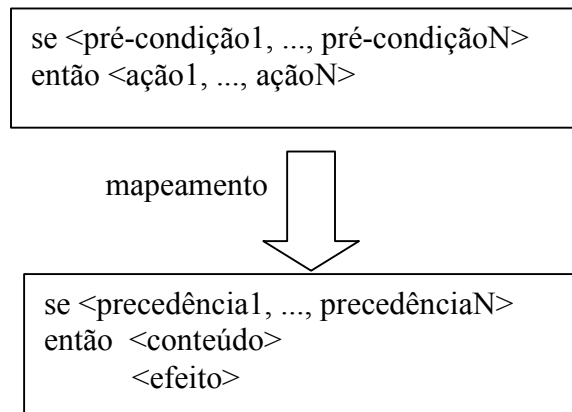 se <pré-condição1, ..., pré-condiçãoN>
então <ação1, ..., açãoN>
mapeamento
se <precedência1, ..., precedênciaN>
então <conteúdo>
<efeito>